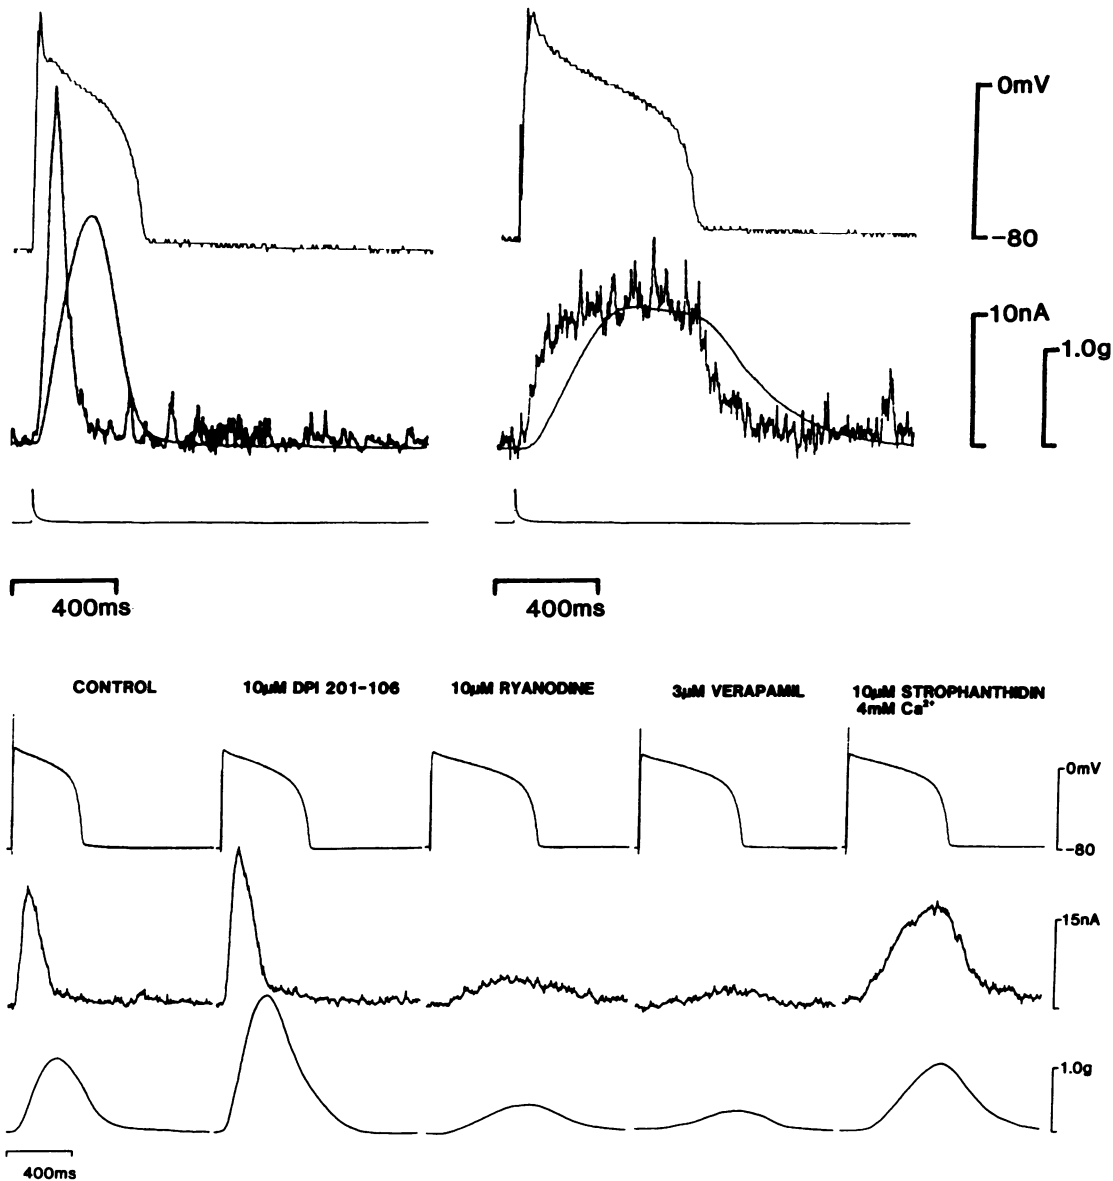 0mV
-80
10nA
1.0g
400ms
400ms
CONTROL
10µM DPI 201-106
10µM RYANODINE
3µM VERAPAMIL
10µM STROPHANTHIDIN
4mM Ca²⁺
0mV
-80
15nA
1.0g
400ms